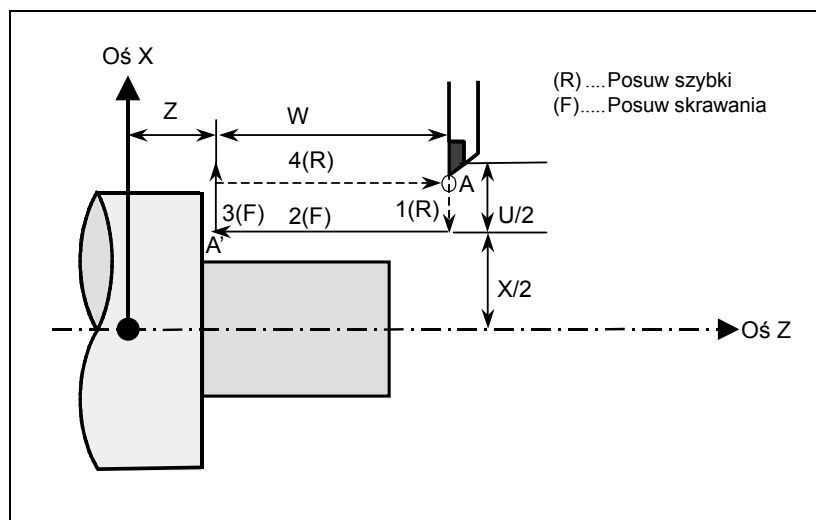 Oś X
(R) ....Posuw szybki
(F).....Posuw skrawania
Z
W
4(R)
A
3(F)
2(F)
1(R)
U/2
A'
X/2
Oś Z